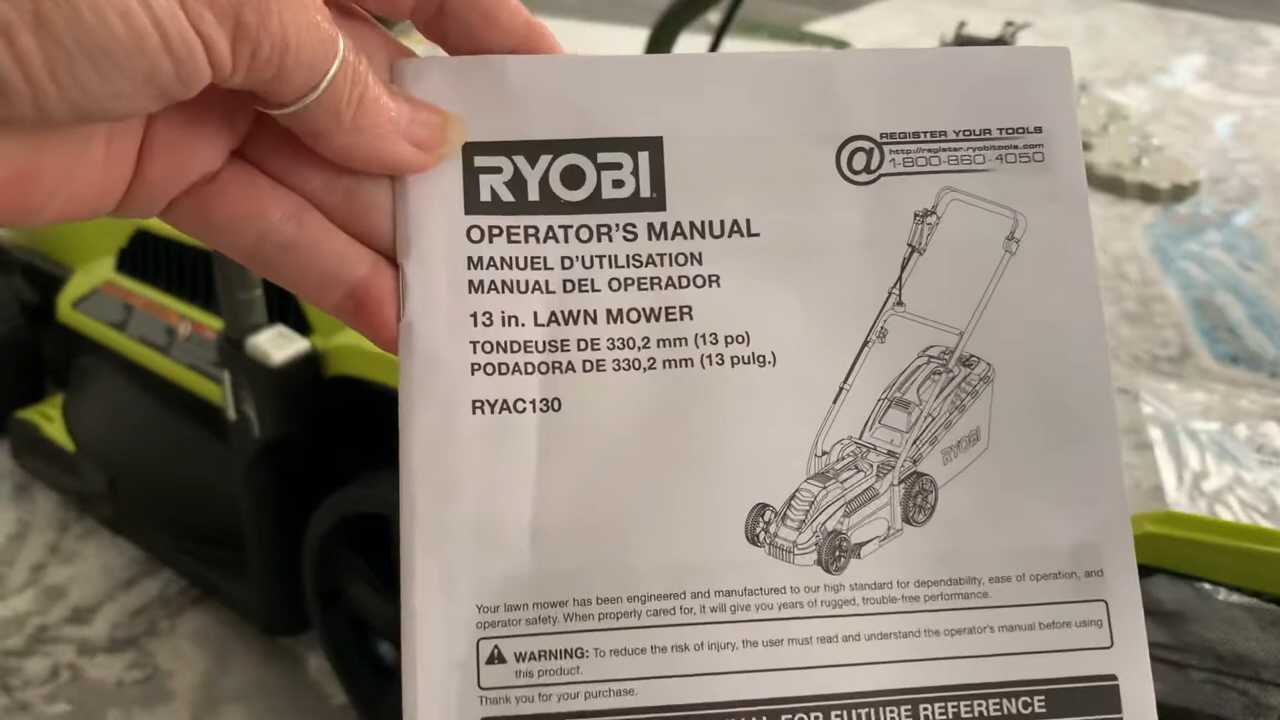 RYOBI
REGISTER YOUR TOOLS
http://register.ryobitools.com
1-800-860-4050
OPERATOR'S MANUAL
MANUEL D'UTILISATION
MANUAL DEL OPERADOR
13 in. LAWN MOWER
TONDEUSE DE 330,2 mm (13 po)
PODADORA DE 330,2 mm (13 pulg.)
RYAC130
RYOBI
Your lawn mower has been engineered and manufactured to our high standard for dependability, ease of operation, and
operator safety. When properly cared for, it will give you years of rugged, trouble-free performance.
WARNING: To reduce the risk of injury, the user must read and understand the operator's manual before using
this product.
Thank you for your purchase.
FOR FUTURE REFERENCE